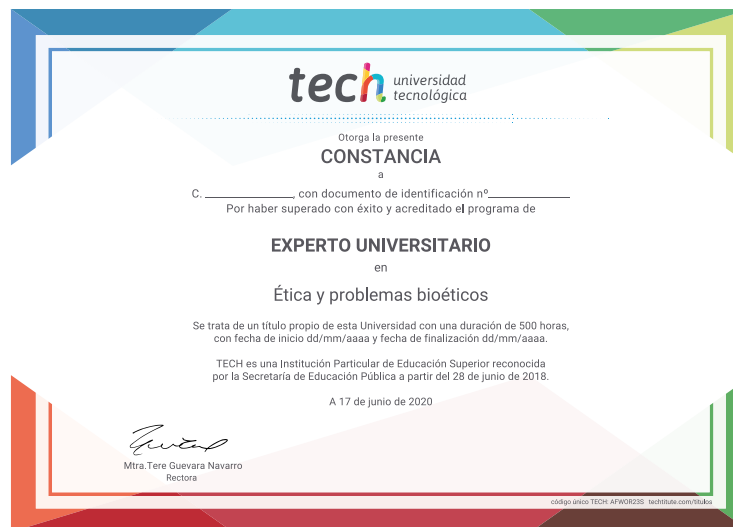 tech universidad
tecnológica
Otorga la presente
CONSTANCIA
a
C. ________________, con documento de identificación nº______________
Por haber superado con éxito y acreditado el programa de
EXPERTO UNIVERSITARIO
en
Ética y problemas bioéticos
Se trata de un título propio de esta Universidad con una duración de 500 horas,
con fecha de inicio dd/mm/aaaa y fecha de finalización dd/mm/aaaa.
TECH es una Institución Particular de Educación Superior reconocida
por la Secretaría de Educación Pública a partir del 28 de junio de 2018.
A 17 de junio de 2020
Mtra.Tere Guevara Navarro
Rectora
código único TECH: AFWOR23S techtitute.com/títulos